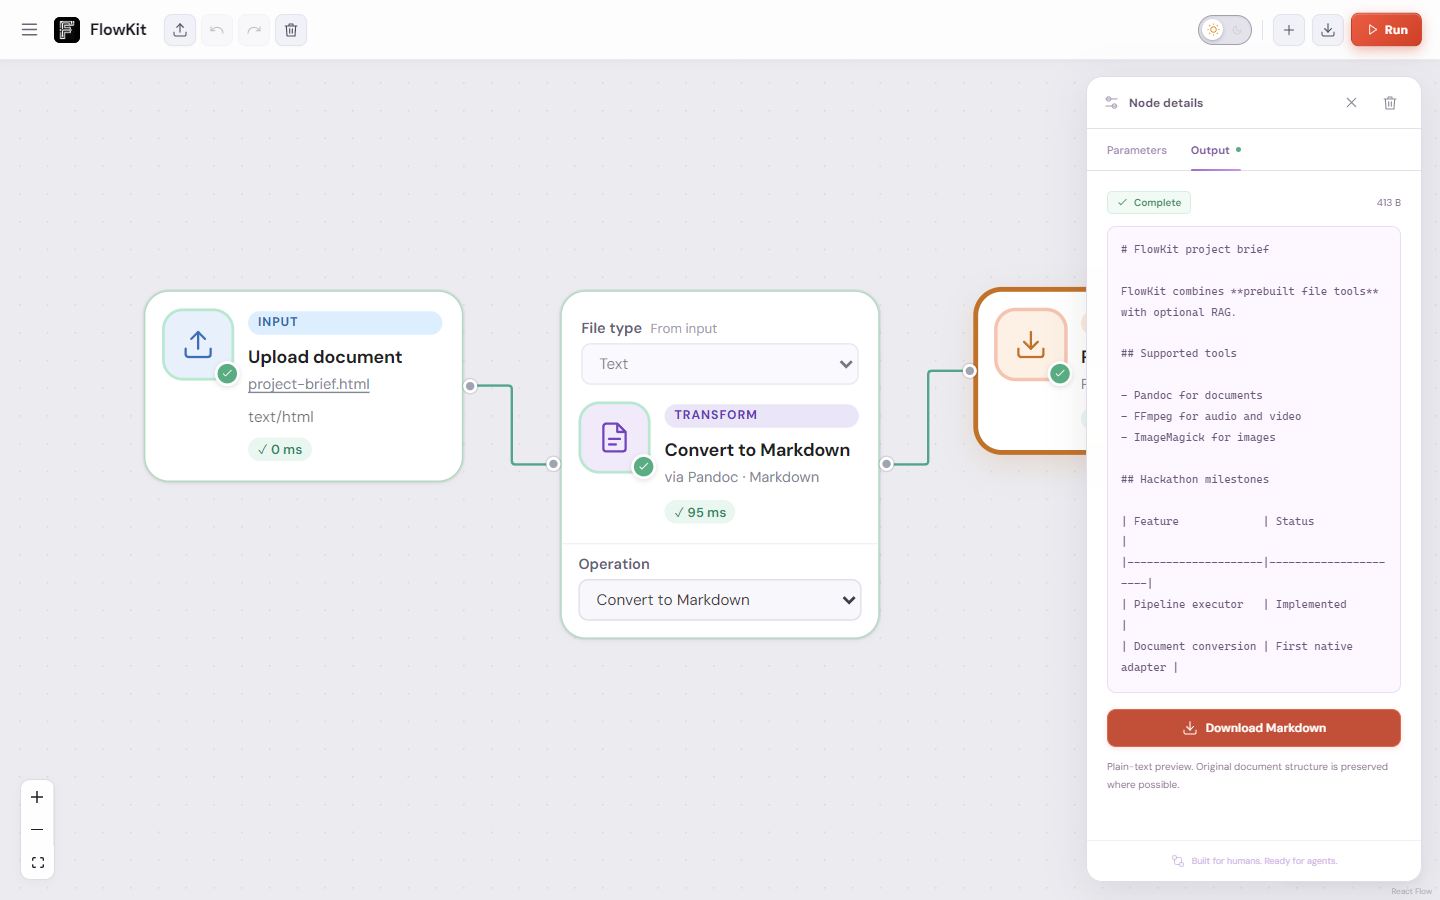 FlowKit
Run
INPUT
Upload document
project-brief.html
text/html
✓ 0 ms
File type From input
Text
TRANSFORM
Convert to Markdown
via Pandoc · Markdown
✓ 95 ms
Operation
Convert to Markdown
Node details
Parameters
Output
Complete
413 B
# FlowKit project brief
FlowKit combines **prebuilt file tools**
with optional RAG.
## Supported tools
- Pandoc for documents
- FFmpeg for audio and video
- ImageMagick for images
## Hackathon milestones
| Feature | Status
|
|---------------------|-------------------
----|
| Pipeline executor | Implemented
|
| Document conversion | First native
adapter |
Download Markdown
Plain-text preview. Original document structure is preserved
where possible.
Built for humans. Ready for agents.
React Flow